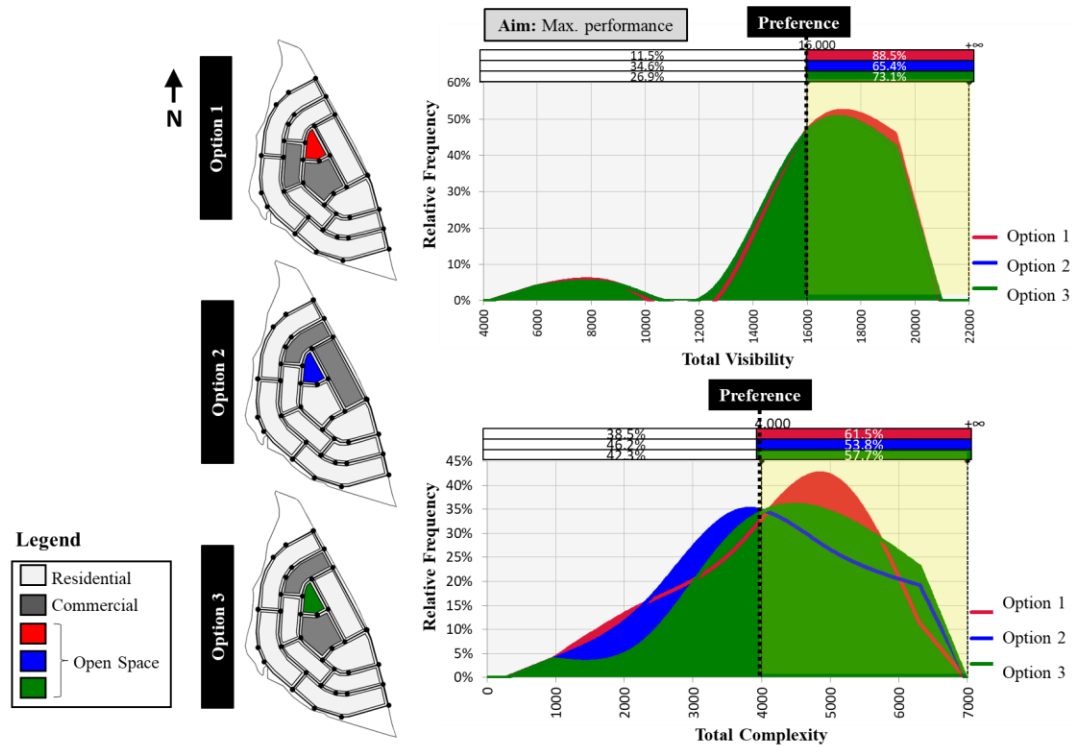 N
Option 1
Option 2
Option 3
Legend
Residential
Commercial
Open Space
Aim: Max. performance
Preference
16.000 +∞
11.5% 88.5%
34.6% 65.4%
26.9% 73.1%
Relative Frequency
60%
50%
40%
30%
20%
10%
0%
4000 6000 8000 10000 12000 14000 16000 18000 20000 22000
Total Visibility
Option 1
Option 2
Option 3
Preference
4.000 +∞
38.5% 61.5%
46.2% 53.8%
42.3% 57.7%
Relative Frequency
45%
40%
35%
30%
25%
20%
15%
10%
5%
0%
0 1000 2000 3000 4000 5000 6000 7000
Total Complexity
Option 1
Option 2
Option 3